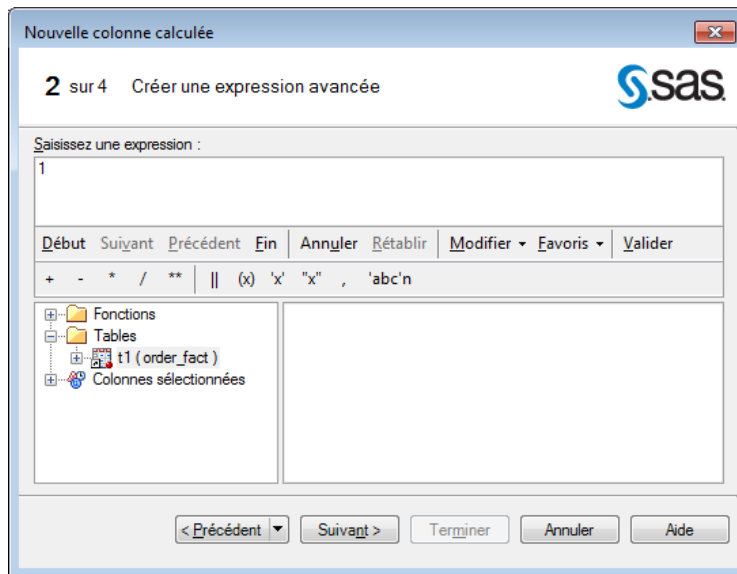 Nouvelle colonne calculée
2 sur 4 Créer une expression avancée
sas
Saisissez une expression :
1
Début Suivant Précédent Fin Annuler Rétablir Modifier Favoris Valider
+ - * / ** || (x) 'x' "x" , 'abc'n
Fonctions
Tables
t1 ( order_fact )
Colonnes sélectionnées
< Précédent Suivant > Terminer Annuler Aide